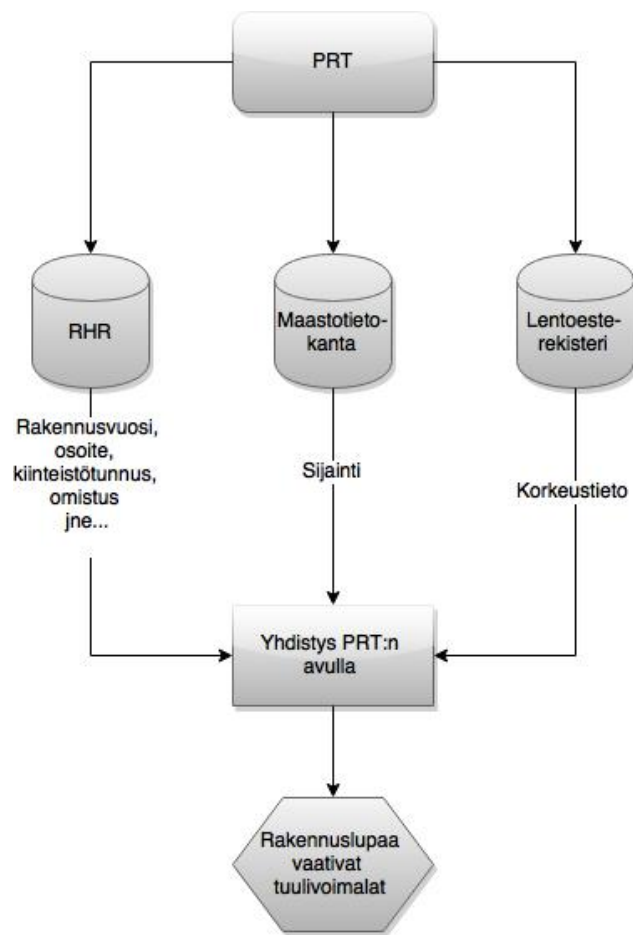 PRT
RHR
Maastotieto-
kanta
Lentoeste-
rekisteri
Rakennusvuosi,
osoite,
kiinteistötunnus,
omistus
jne...
Sijainti
Korkeustieto
Yhdistys PRT:n
avulla
Rakennuslupaa
vaativat
tuulivoimalat